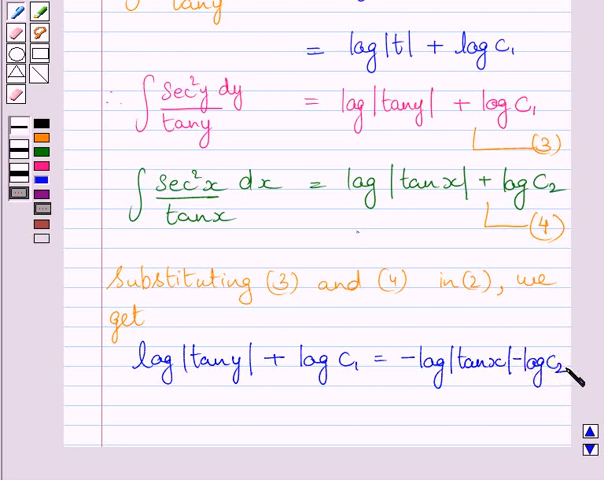 tany
= log|t| + log C₁
∴ ∫ sec²y dy / tany = log|tany| + log C₁
(3)
∫ sec²x / tanx dx = log|tanx| + log C₂
(4)
Substituting (3) and (4) in (2), we
get
log|tany| + log C₁ = -log|tanx| - log C₂